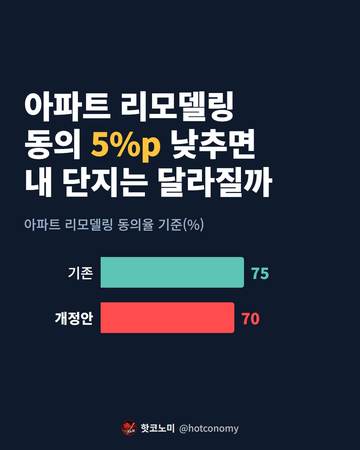 아파트 리모델링
동의 5%p 낮추면
내 단지는 달라질까
아파트 리모델링 동의율 기준(%)
기존 75
개정안 70
핫코노미 @hotconomy